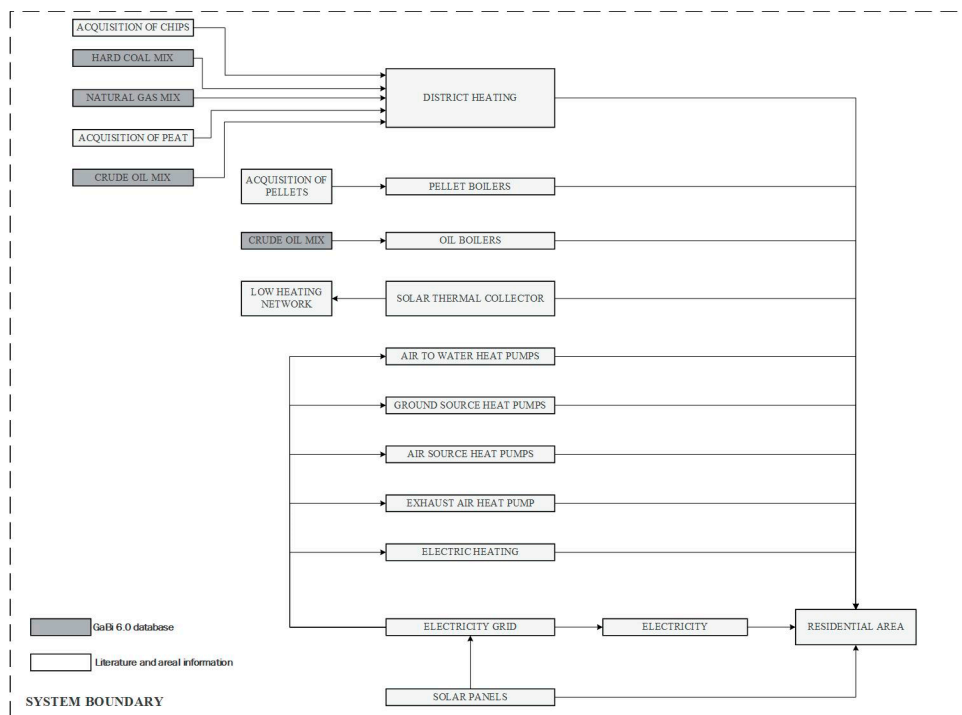 ACQUISITION OF CHIPS
HARD COAL MIX
NATURAL GAS MIX
ACQUISITION OF PEAT
CRUDE OIL MIX
DISTRICT HEATING
ACQUISITION OF
PELLETS
PELLET BOILERS
CRUDE OIL MIX
OIL BOILERS
LOW HEATING
NETWORK
SOLAR THERMAL COLLECTOR
AIR TO WATER HEAT PUMPS
GROUND SOURCE HEAT PUMPS
AIR SOURCE HEAT PUMPS
EXHAUST AIR HEAT PUMP
ELECTRIC HEATING
ELECTRICITY GRID
ELECTRICITY
RESIDENTIAL AREA
SOLAR PANELS
GaBi 6.0 database
Literature and areal information
SYSTEM BOUNDARY